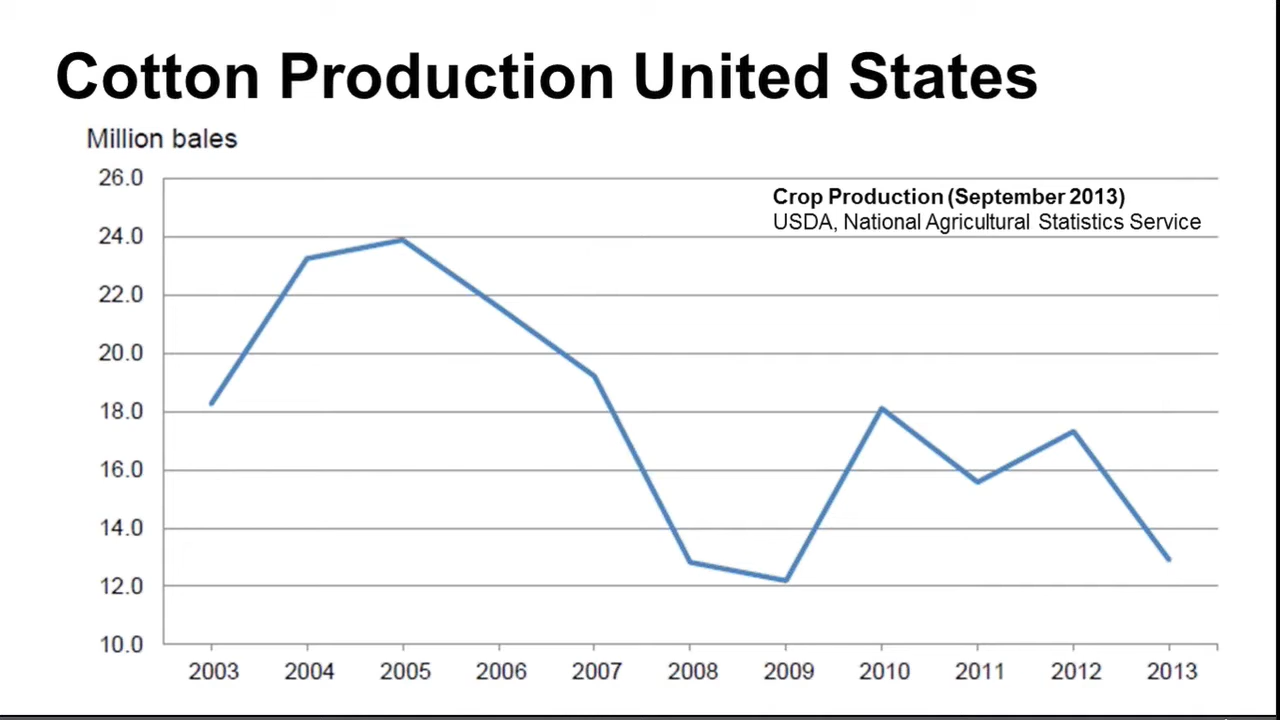 Cotton Production United States
Million bales
26.0
Crop Production (September 2013)
USDA, National Agricultural Statistics Service
24.0
22.0
20.0
18.0
16.0
14.0
12.0
10.0
2003 2004 2005 2006 2007 2008 2009 2010 2011 2012 2013